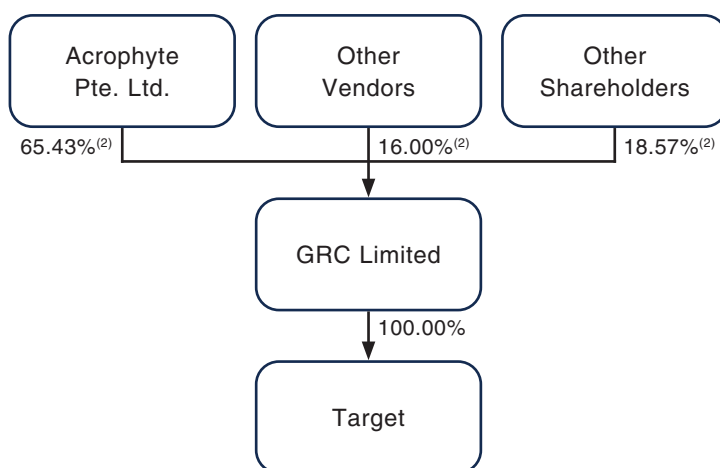 Acrophyte
Pte. Ltd.
Other
Vendors
Other
Shareholders
65.43%(2)
16.00%(2)
18.57%(2)
GRC Limited
100.00%
Target